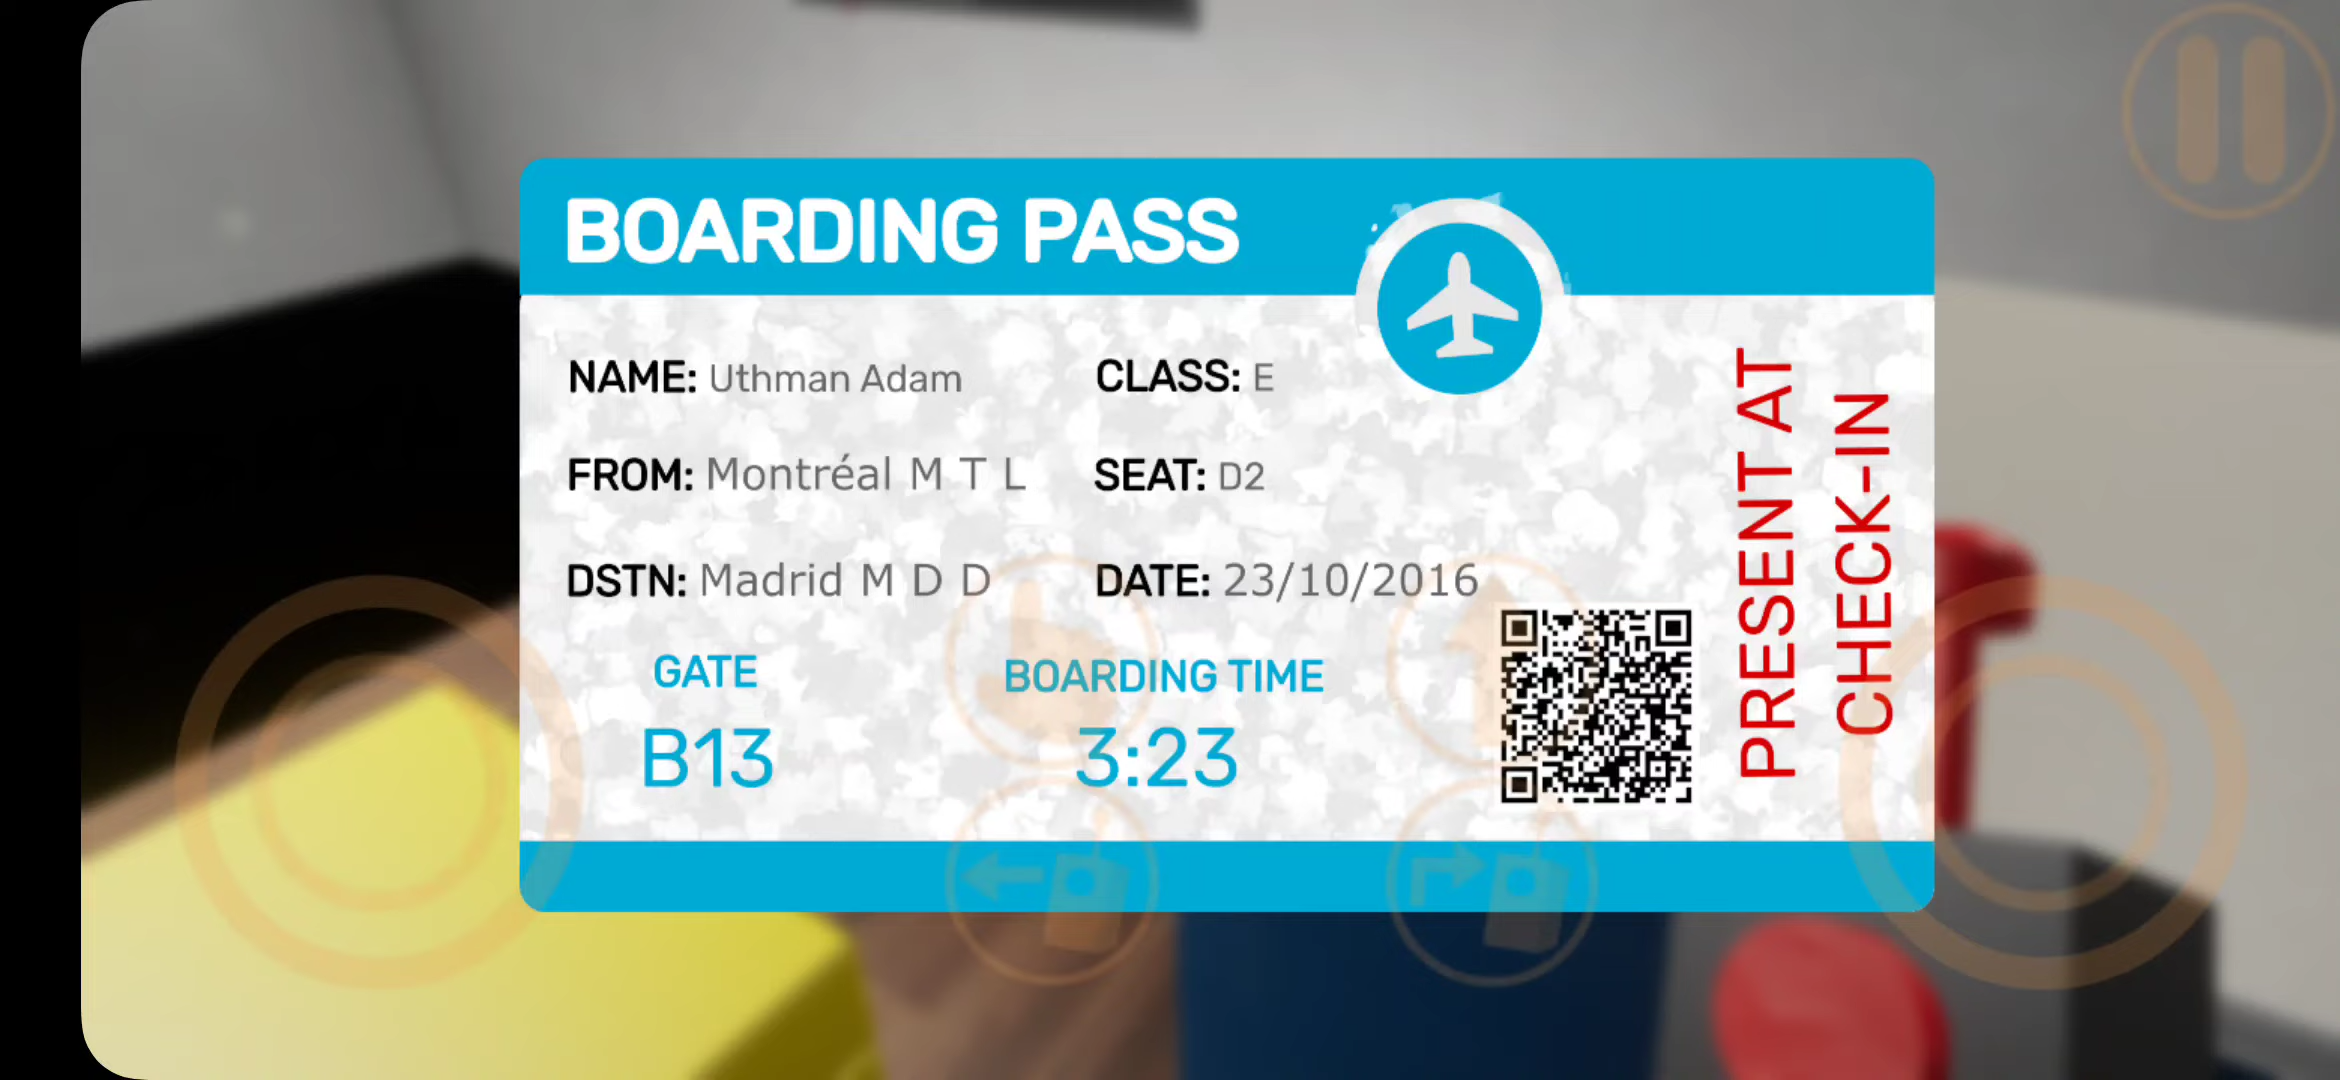 BOARDING PASS
NAME: Uthman Adam
CLASS: E
FROM: Montréal M T L
SEAT: D2
DSTN: Madrid M D D
DATE: 23/10/2016
GATE
BOARDING TIME
B13
3:23
PRESENT AT
CHECK-IN